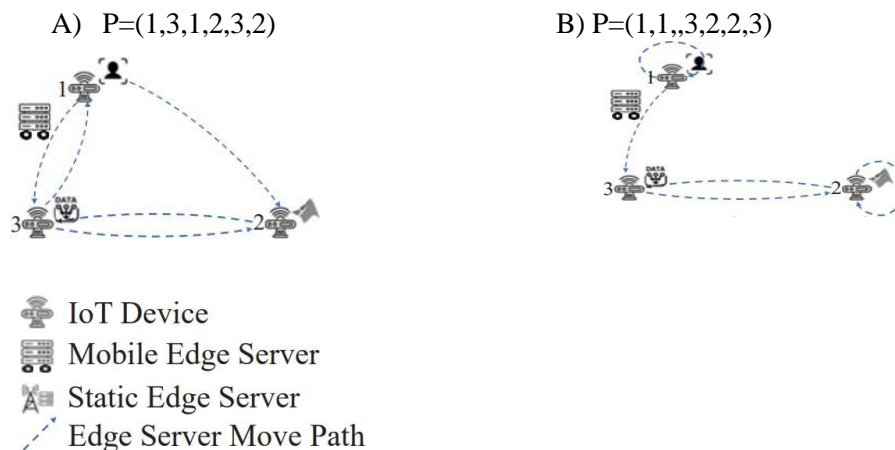 A) P=(1,3,1,2,3,2)
B) P=(1,1,,3,2,2,3)
1
DATA
3
2
1
DATA
3
2
IoT Device
Mobile Edge Server
Static Edge Server
Edge Server Move Path